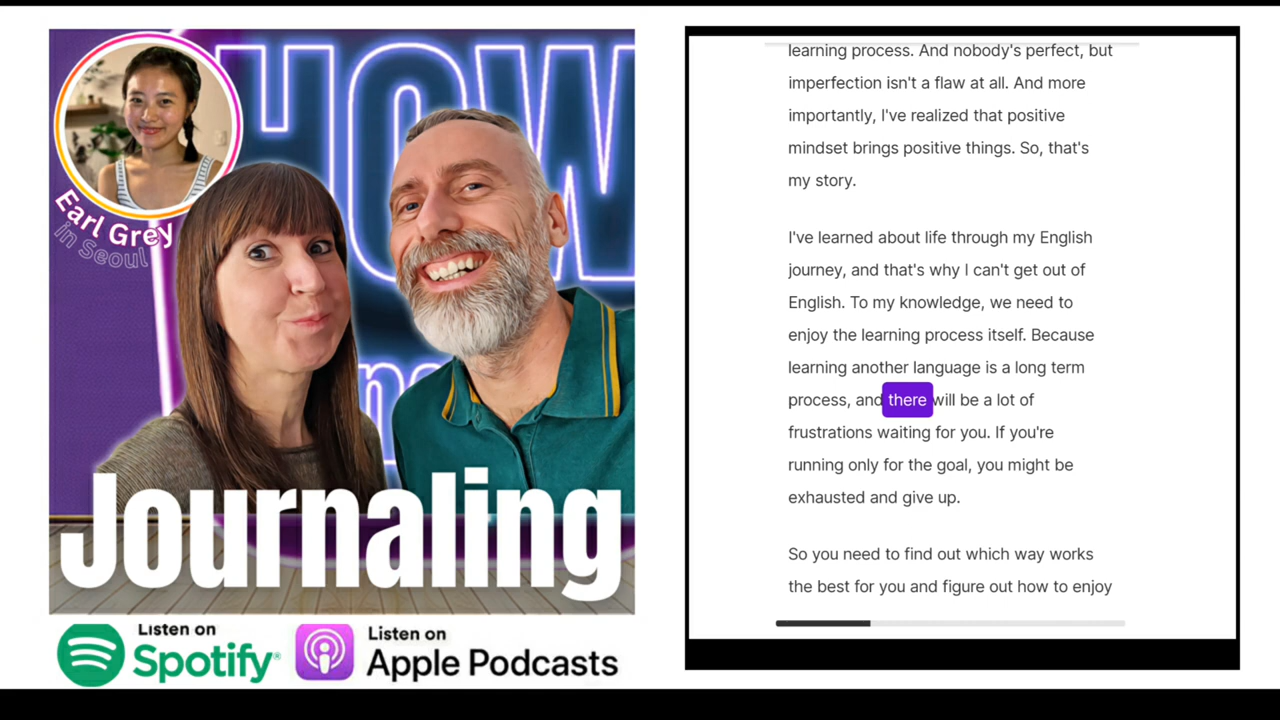 HOW
Earl Grey
in Seoul
Journaling
Listen on
Spotify
Listen on
Apple Podcasts
learning process. And nobody's perfect, but
imperfection isn't a flaw at all. And more
importantly, I've realized that positive
mindset brings positive things. So, that's
my story.
I've learned about life through my English
journey, and that's why I can't get out of
English. To my knowledge, we need to
enjoy the learning process itself. Because
learning another language is a long term
process, and there will be a lot of
frustrations waiting for you. If you're
running only for the goal, you might be
exhausted and give up.
So you need to find out which way works
the best for you and figure out how to enjoy